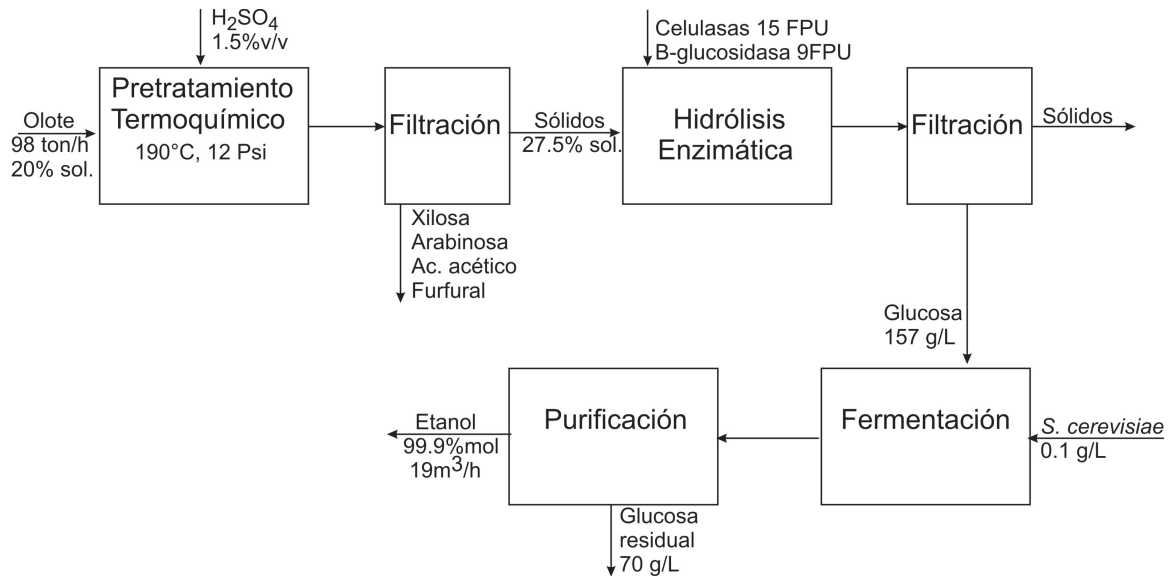 H2SO4
1.5%v/v
Olote
98 ton/h
20% sol.
Pretratamiento
Termoquímico
190°C, 12 Psi
Filtración
Xilosa
Arabinosa
Ac. acético
Furfural
Sólidos
27.5% sol.
Celulasas 15 FPU
B-glucosidasa 9FPU
Hidrólisis
Enzimática
Filtración
Sólidos
Glucosa
157 g/L
Fermentación
S. cerevisiae
0.1 g/L
Purificación
Etanol
99.9%mol
19m3/h
Glucosa
residual
70 g/L